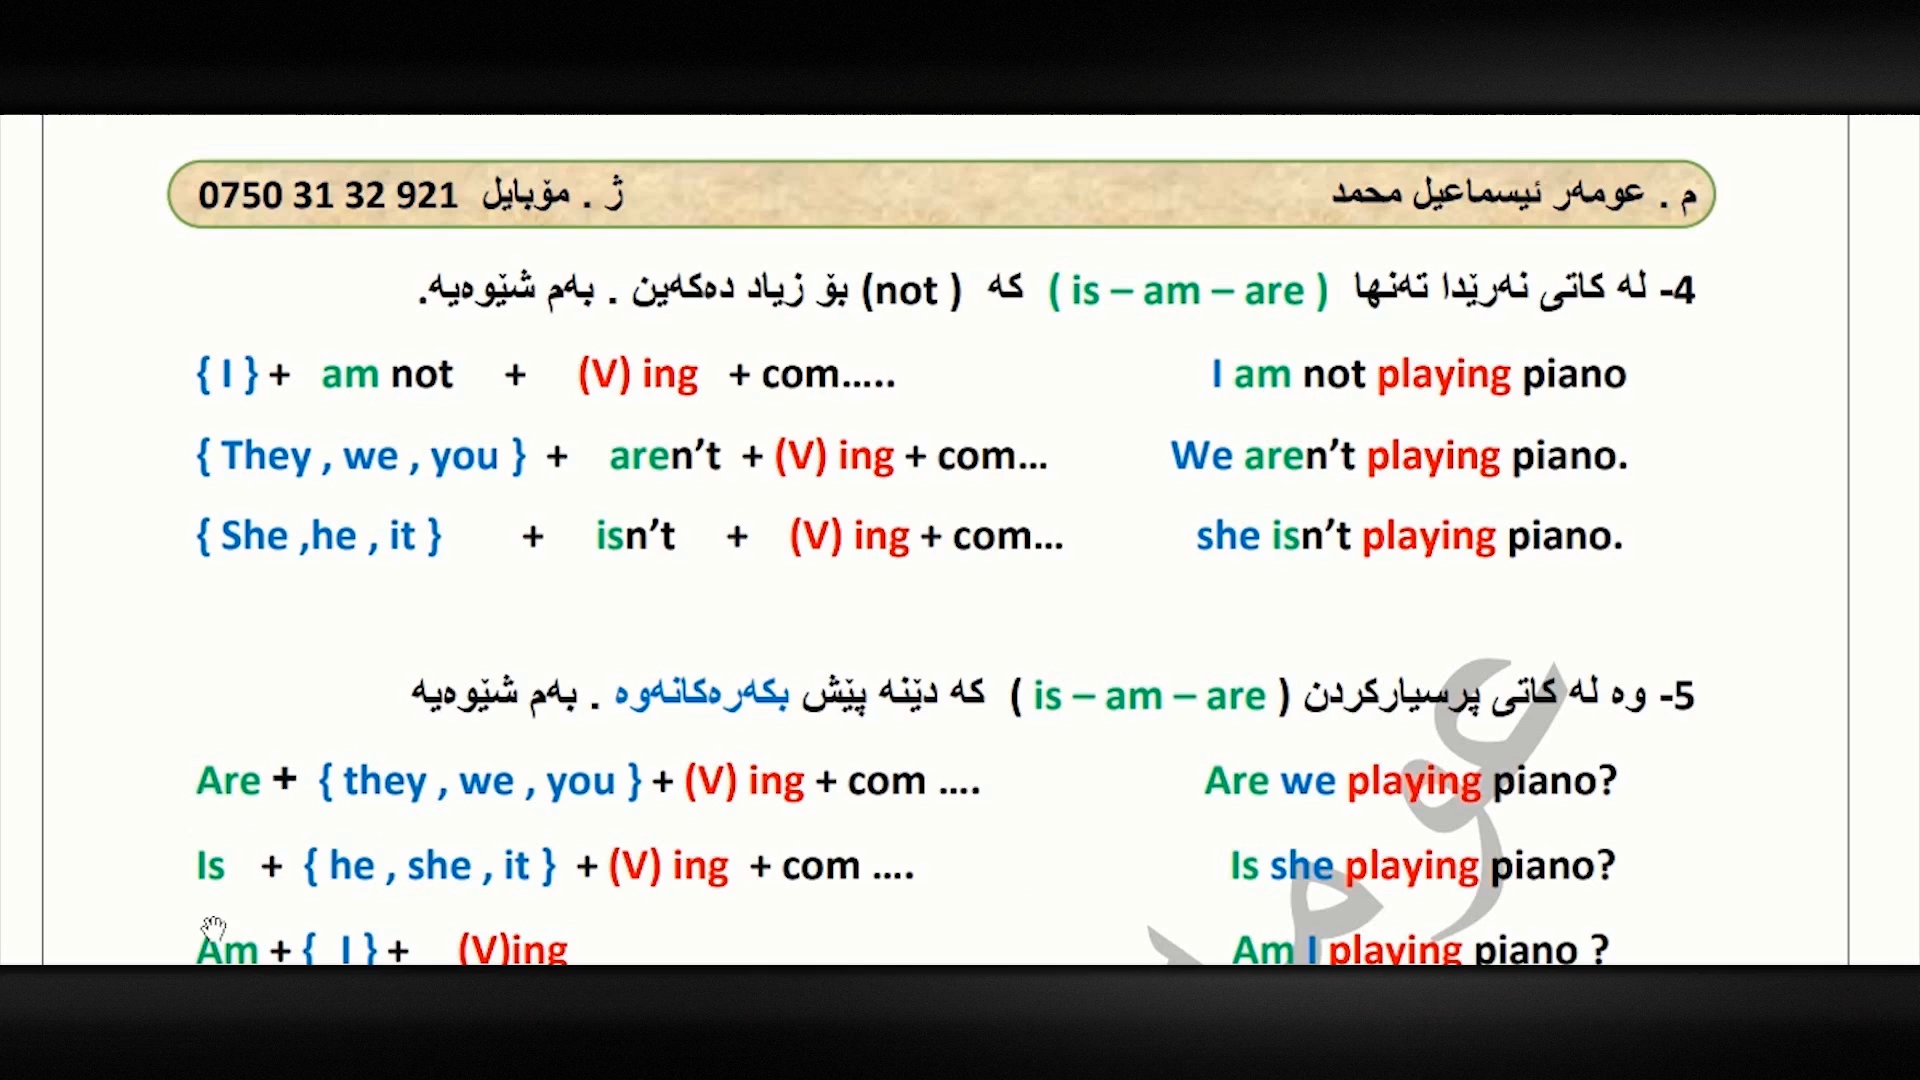 م . عومەر ئیسماعیل محمد ژ . مۆبایل 0750 31 32 921
4- لە کاتی نەرێدا تەنها ( is – am – are ) کە (not ) بۆ زیاد دەکەین . بەم شێوەیە.
{ I } + am not + (V) ing + com..... I am not playing piano
{ They , we , you } + aren’t + (V) ing + com... We aren’t playing piano.
{ She ,he , it } + isn’t + (V) ing + com... she isn’t playing piano.
5- وە لە کاتی پرسیارکردن ( is – am – are ) کە دێنە پێش بکەرەکانەوە . بەم شێوەیە
Are + { they , we , you } + (V) ing + com .... Are we playing piano?
Is + { he , she , it } + (V) ing + com .... Is she playing piano?
Am + { I } + (V)ing Am I playing piano ?